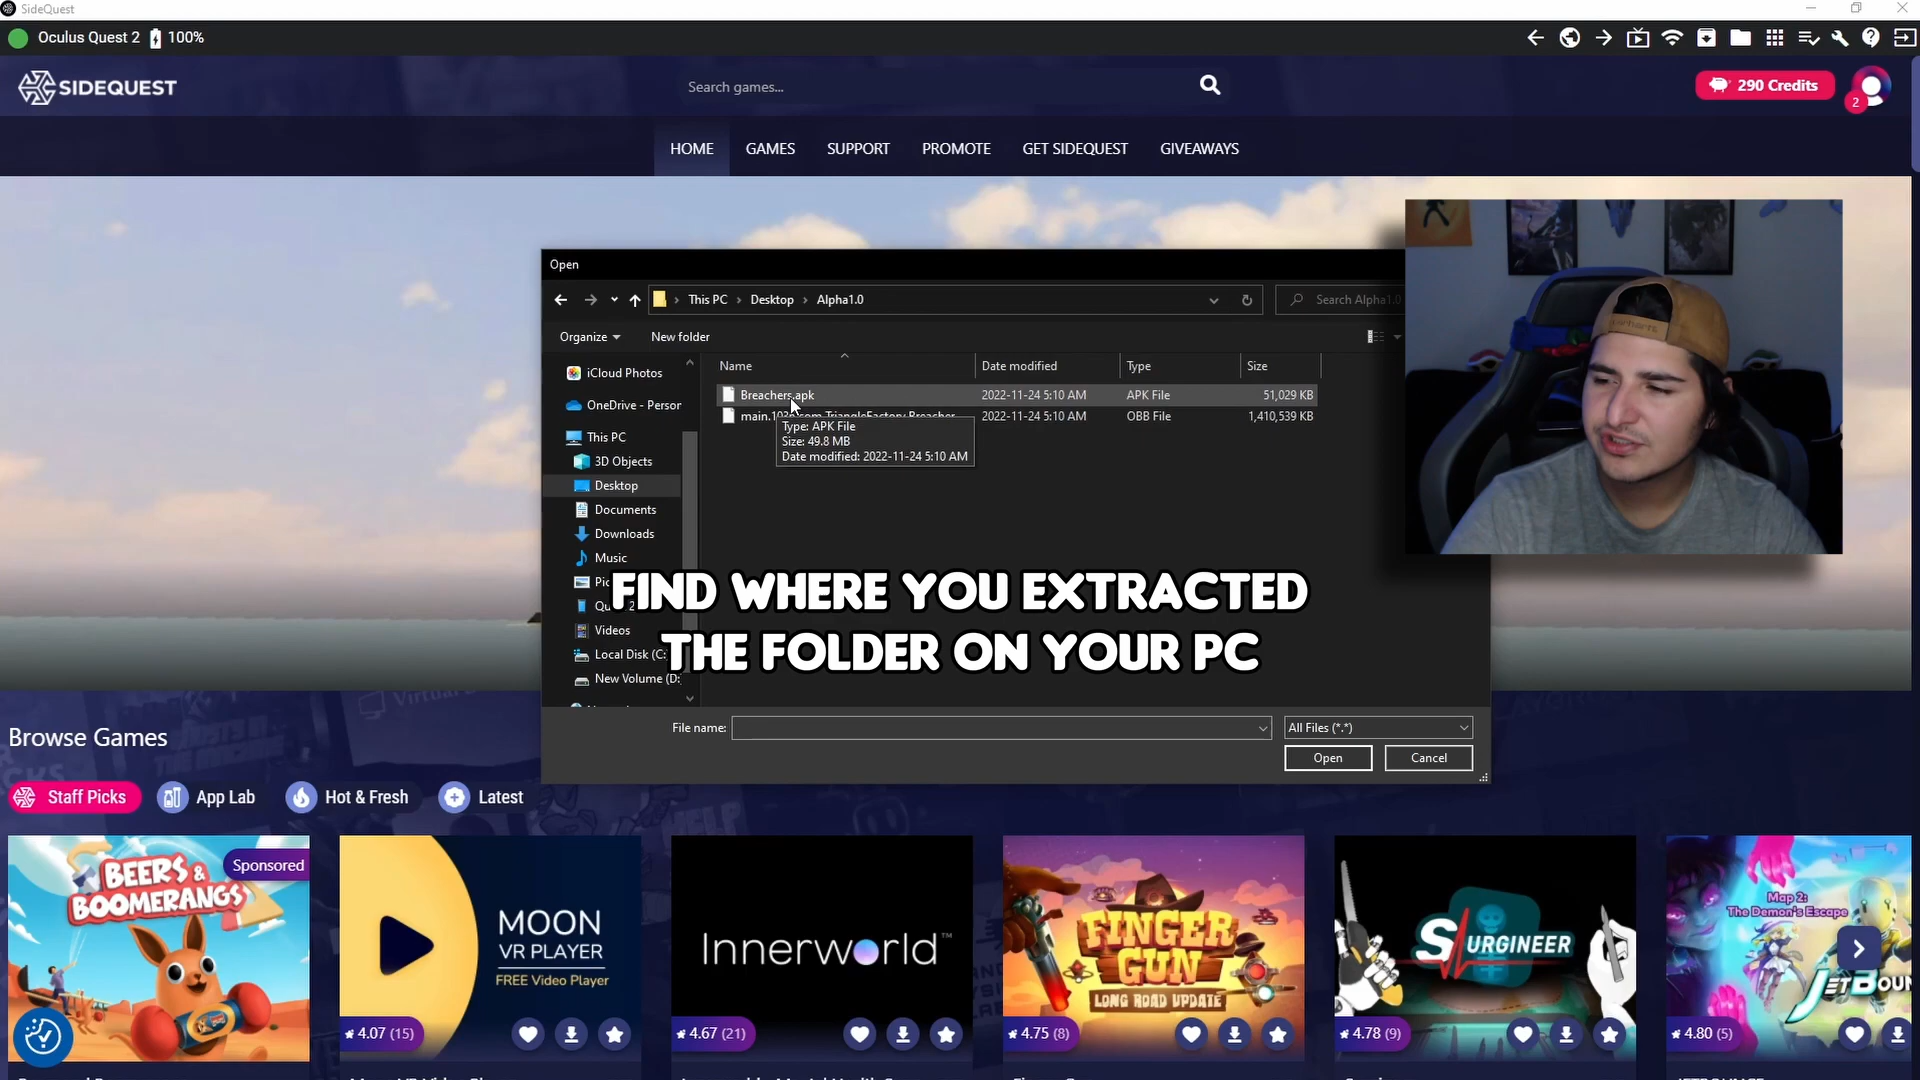 SideQuest
Oculus Quest 2 100%
SIDEQUEST
Search games...
290 Credits
2
HOME GAMES SUPPORT PROMOTE GET SIDEQUEST GIVEAWAYS
Open
This PC > Desktop > Alpha1.0
Search Alpha1.0
Organize New folder
Name Date modified Type Size
iCloud Photos
OneDrive - Person
This PC
3D Objects
Desktop
Documents
Downloads
Music
Videos
Local Disk (C:
New Volume (D:
Breachers.apk 2022-11-24 5:10 AM APK File 51,029 KB
2022-11-24 5:10 AM OBB File 1,410,539 KB
Type: APK File
Size: 49.8 MB
Date modified: 2022-11-24 5:10 AM
FIND WHERE YOU EXTRACTED
THE FOLDER ON YOUR PC
File name: All Files (*.*)
Open Cancel
Browse Games
Staff Picks App Lab Hot & Fresh Latest
Sponsored
BEERS &
BOOMERANGS
MOON
VR PLAYER
FREE Video Player
4.07 (15)
Innerworld™
4.67 (21)
FINGER
GUN
LONG ROAD UPDATE
4.75 (8)
SURGINEER
4.78 (9)
Map 2:
The Demon's Escape
4.80 (5)